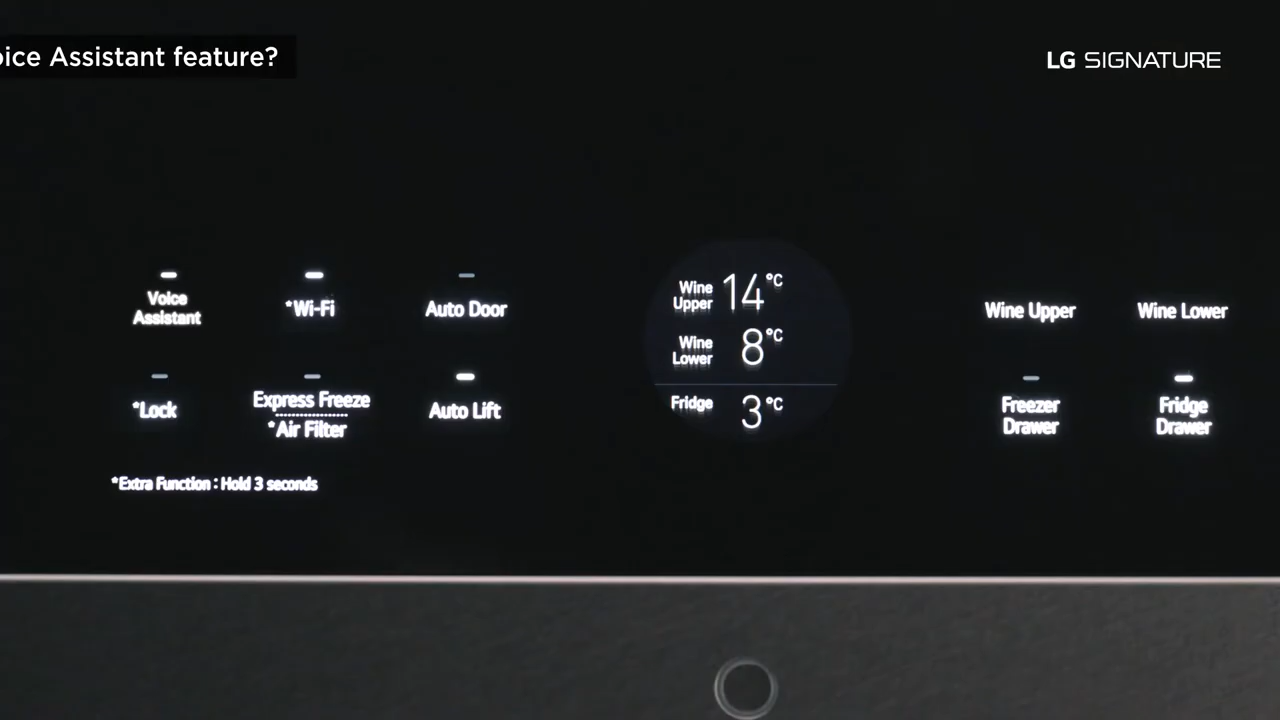 oice Assistant feature?
LG SIGNATURE
Voice
Assistant
*Wi-Fi
Auto Door
*Lock
Express Freeze
*Air Filter
Auto Lift
*Extra Function : Hold 3 seconds
Wine
Upper
14°C
Wine
Lower
8°C
Fridge
3°C
Wine Upper
Wine Lower
Freezer
Drawer
Fridge
Drawer